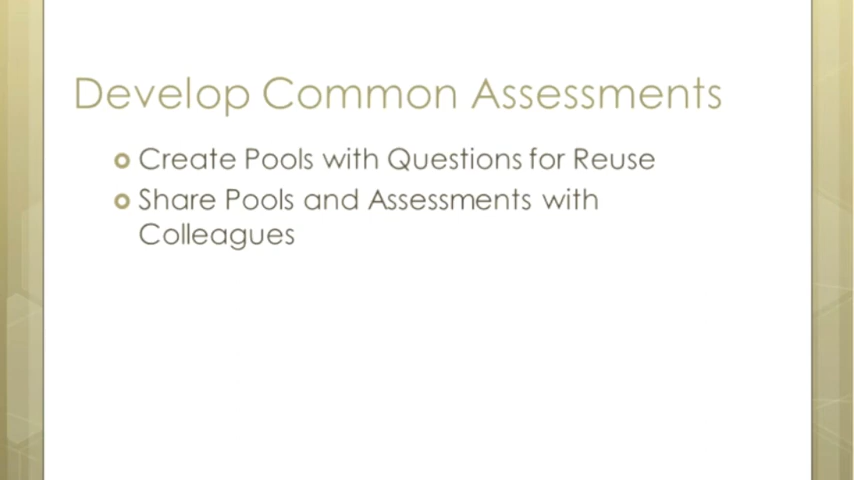 Develop Common Assessments
Create Pools with Questions for Reuse
Share Pools and Assessments with
Colleagues